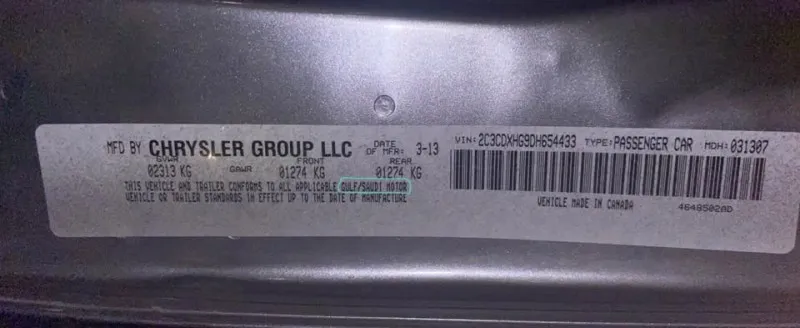 MFD BY CHRYSLER GROUP LLC DATE OF MFR: 3-13
GVWR FRONT REAR
02313 KG GAWR 01274 KG 01274 KG
THIS VEHICLE AND TRAILER CONFORMS TO ALL APPLICABLE GULF/SAUDI MOTOR
VEHICLE OR TRAILER STANDARDS IN EFFECT UP TO THE DATE OF MANUFACTURE
VIN: 2C3CDXHG9DH654433 TYPE: PASSENGER CAR MDH: 031307
VEHICLE MADE IN CANADA 46485020D